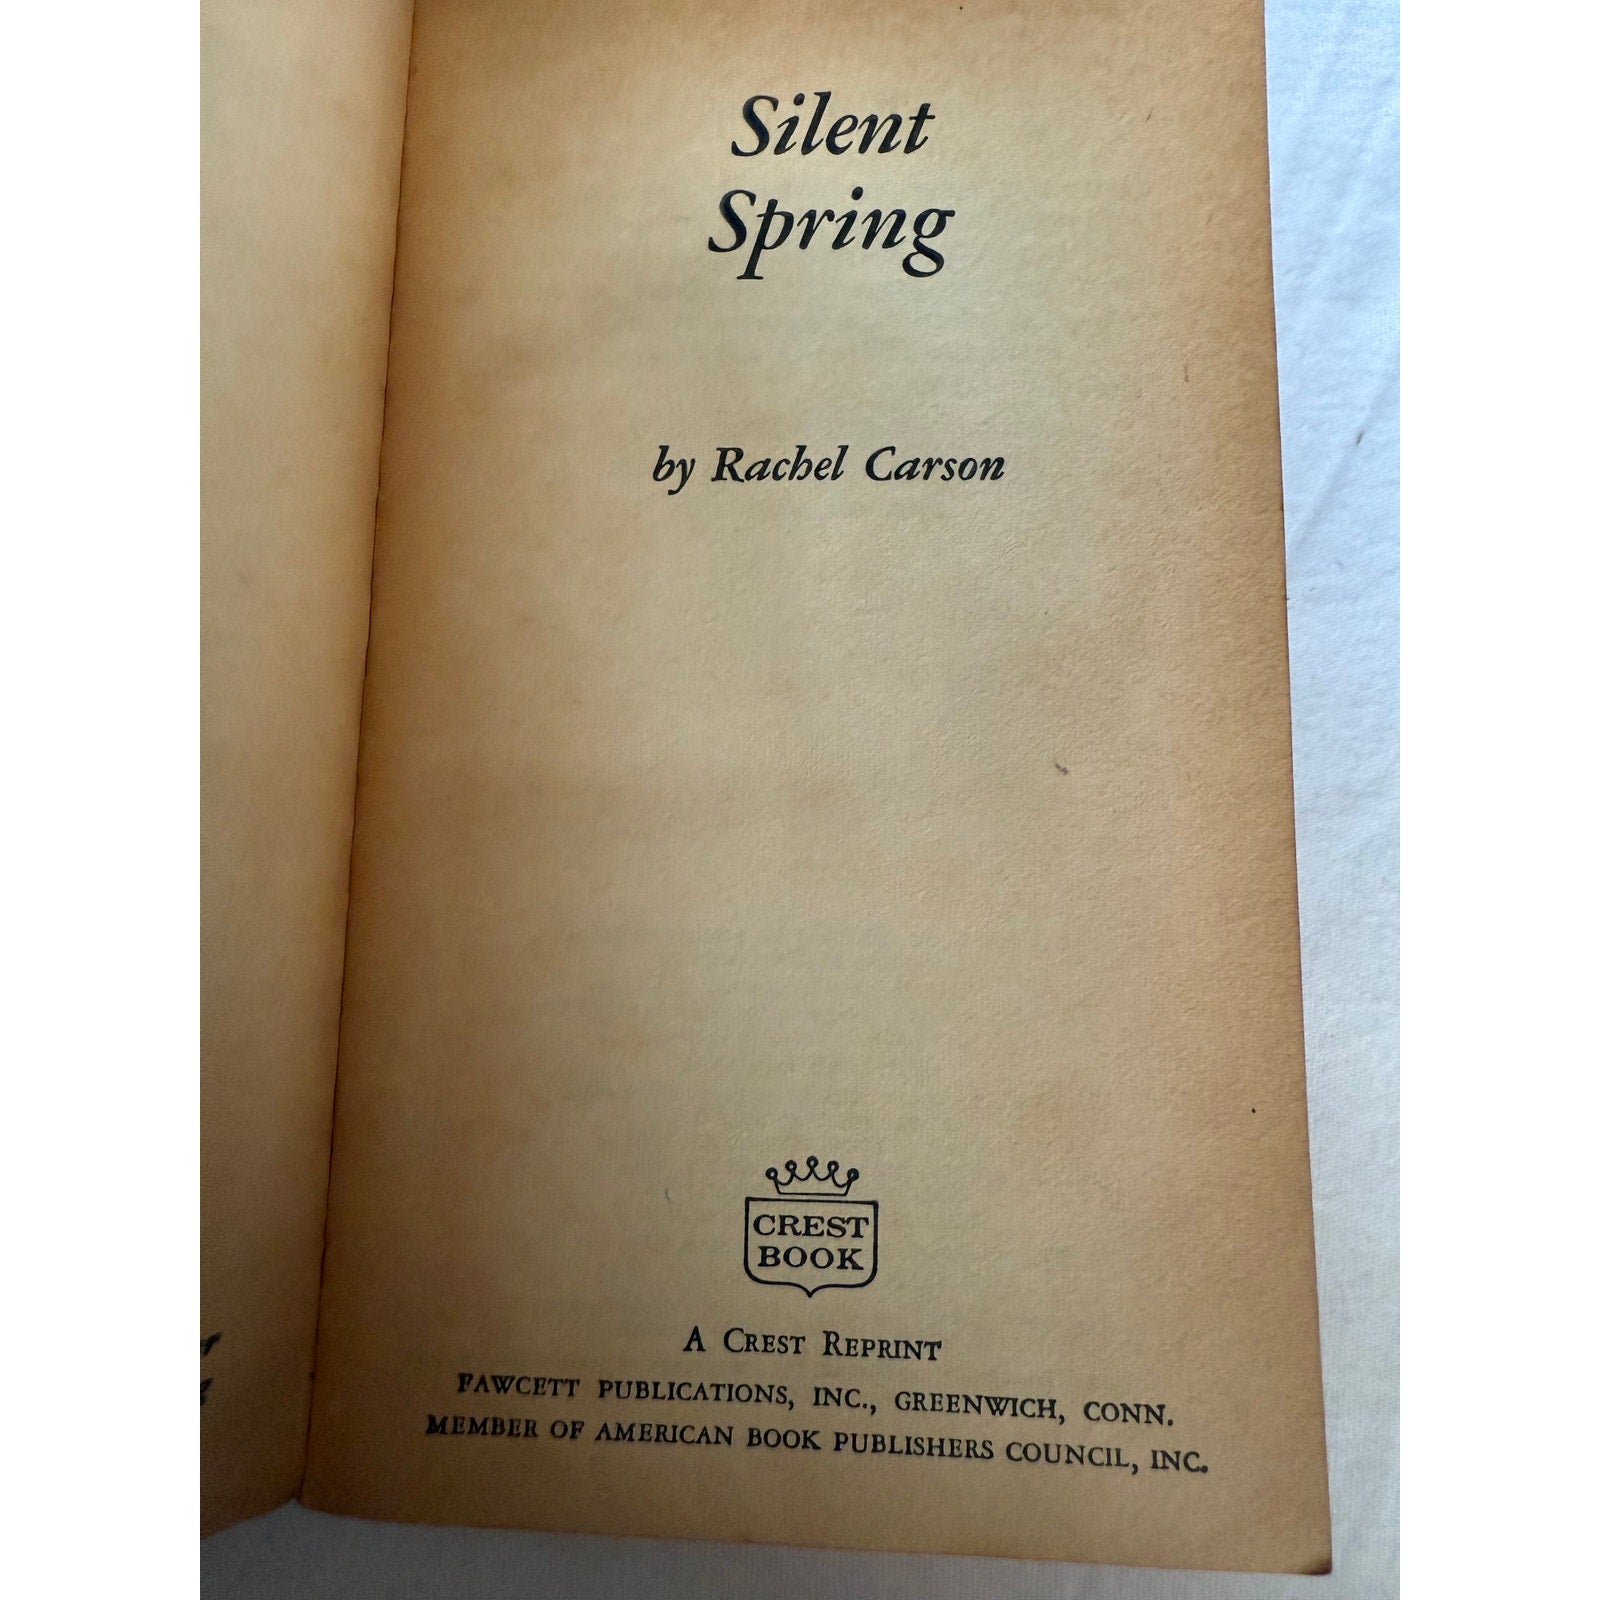 Silent
Spring
by Rachel Carson
CREST
BOOK
A CREST REPRINT
FAWCETT PUBLICATIONS, INC., GREENWICH, CONN.
MEMBER OF AMERICAN BOOK PUBLISHERS COUNCIL, INC.